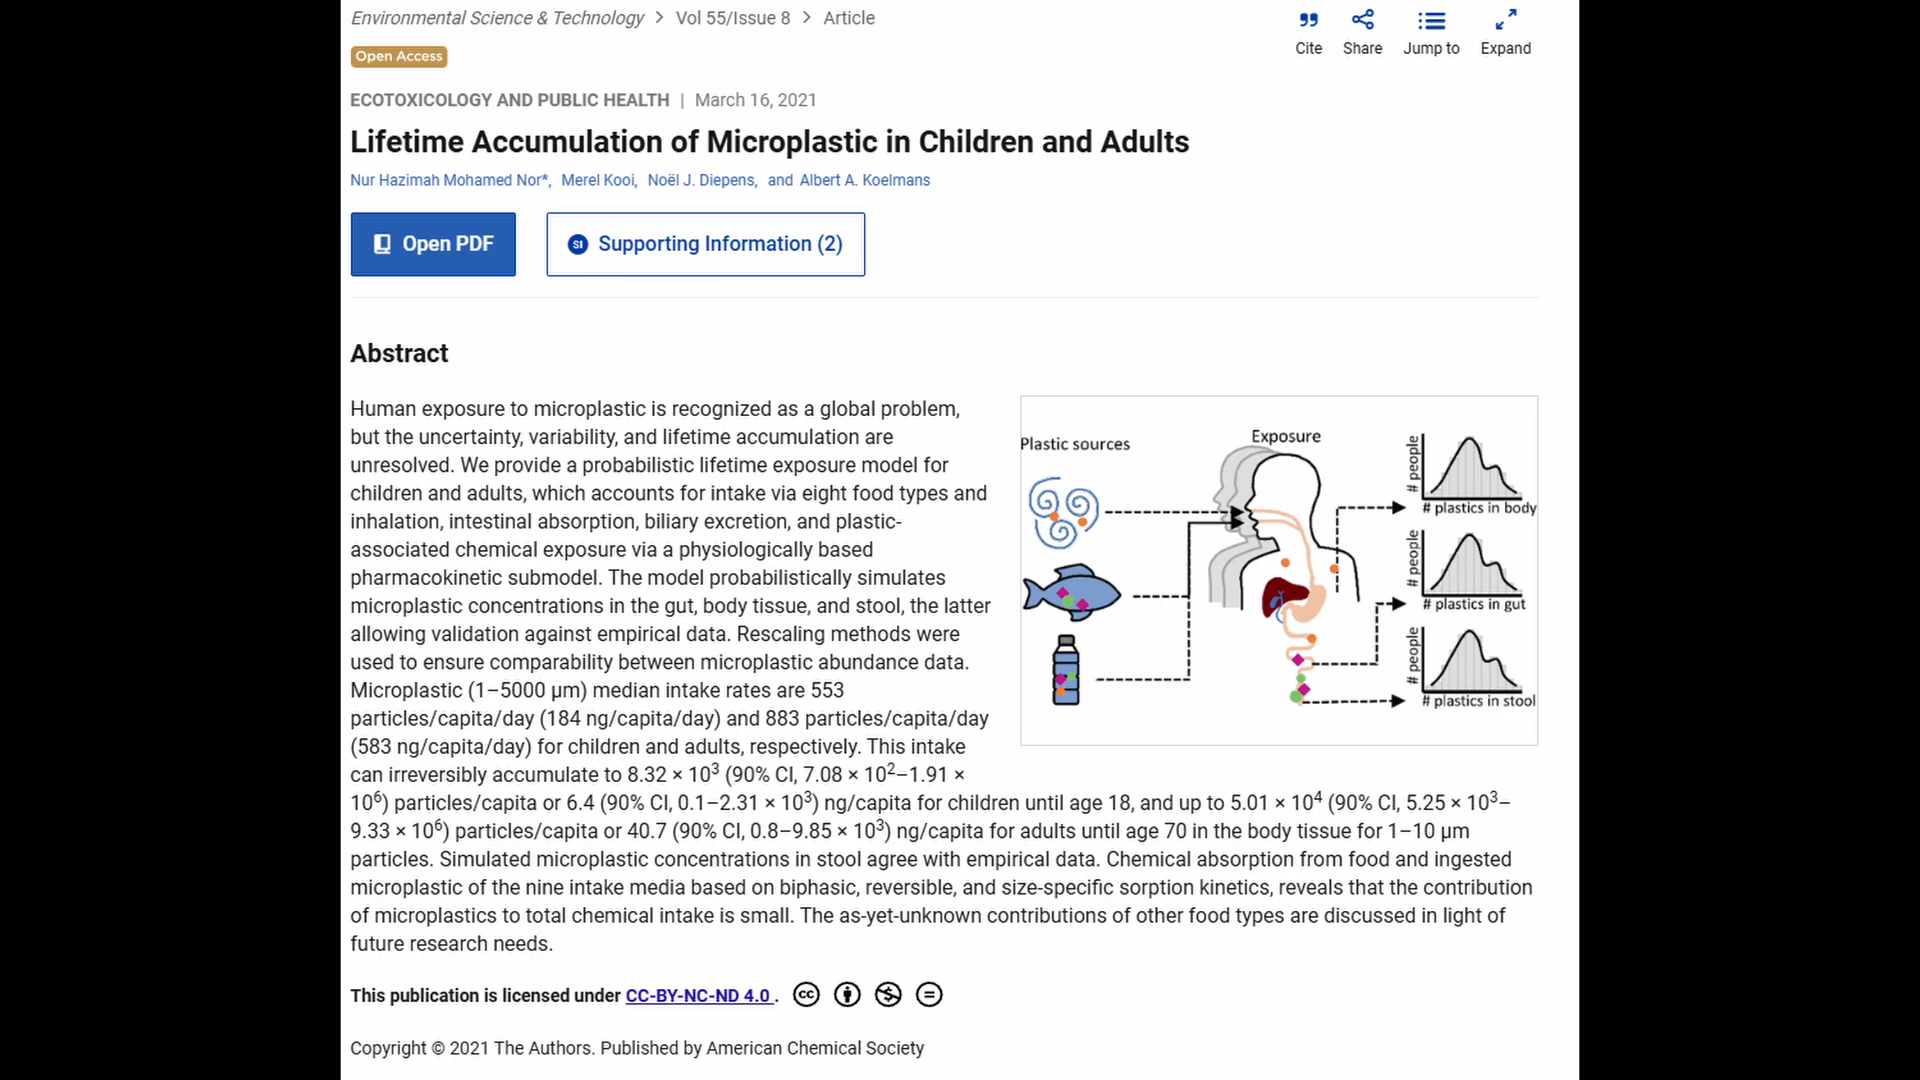 Environmental Science & Technology > Vol 55/Issue 8 > Article
Cite Share Jump to Expand
Open Access
ECOTOXICOLOGY AND PUBLIC HEALTH | March 16, 2021
Lifetime Accumulation of Microplastic in Children and Adults
Nur Hazimah Mohamed Nor*, Merel Kooi, Noël J. Diepens, and Albert A. Koelmans
Open PDF
SI Supporting Information (2)
Abstract
Human exposure to microplastic is recognized as a global problem,
but the uncertainty, variability, and lifetime accumulation are
unresolved. We provide a probabilistic lifetime exposure model for
children and adults, which accounts for intake via eight food types and
inhalation, intestinal absorption, biliary excretion, and plastic-
associated chemical exposure via a physiologically based
pharmacokinetic submodel. The model probabilistically simulates
microplastic concentrations in the gut, body tissue, and stool, the latter
allowing validation against empirical data. Rescaling methods were
used to ensure comparability between microplastic abundance data.
Microplastic (1–5000 μm) median intake rates are 553
particles/capita/day (184 ng/capita/day) and 883 particles/capita/day
(583 ng/capita/day) for children and adults, respectively. This intake
can irreversibly accumulate to 8.32 × 10³ (90% CI, 7.08 × 10²–1.91 ×
10⁶) particles/capita or 6.4 (90% CI, 0.1–2.31 × 10³) ng/capita for children until age 18, and up to 5.01 × 10⁴ (90% CI, 5.25 × 10³–
9.33 × 10⁶) particles/capita or 40.7 (90% CI, 0.8–9.85 × 10³) ng/capita for adults until age 70 in the body tissue for 1–10 μm
particles. Simulated microplastic concentrations in stool agree with empirical data. Chemical absorption from food and ingested
microplastic of the nine intake media based on biphasic, reversible, and size-specific sorption kinetics, reveals that the contribution
of microplastics to total chemical intake is small. The as-yet-unknown contributions of other food types are discussed in light of
future research needs.
Plastic sources
Exposure
# people
# plastics in body
# people
# plastics in gut
# people
# plastics in stool
This publication is licensed under CC-BY-NC-ND 4.0 .
cc
Copyright © 2021 The Authors. Published by American Chemical Society